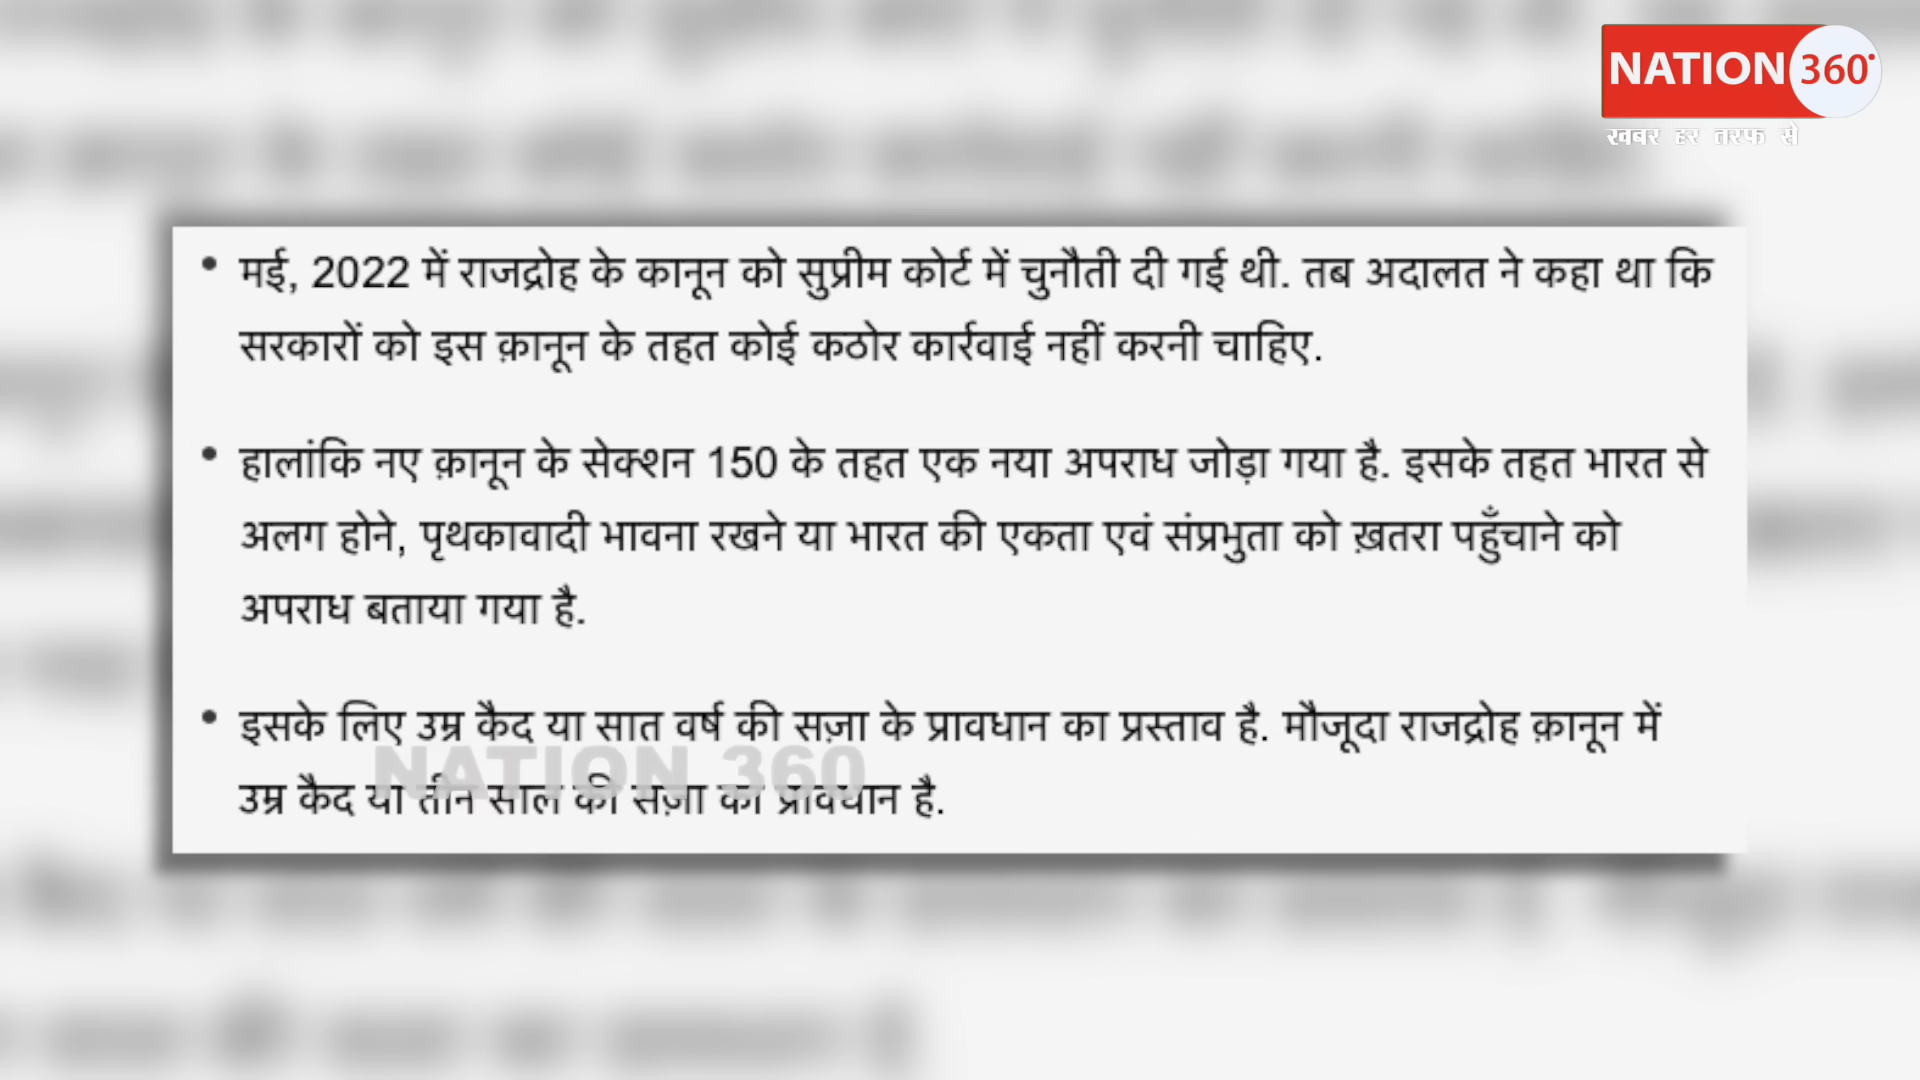 NATION 360°
खबर हर तरफ से
• मई, 2022 में राजद्रोह के कानून को सुप्रीम कोर्ट में चुनौती दी गई थी. तब अदालत ने कहा था कि
सरकारों को इस क़ानून के तहत कोई कठोर कार्रवाई नहीं करनी चाहिए.
• हालांकि नए क़ानून के सेक्शन 150 के तहत एक नया अपराध जोड़ा गया है. इसके तहत भारत से
अलग होने, पृथकावादी भावना रखने या भारत की एकता एवं संप्रभुता को ख़तरा पहुँचाने को
अपराध बताया गया है.
• इसके लिए उम्र कैद या सात वर्ष की सज़ा के प्रावधान का प्रस्ताव है. मौजूदा राजद्रोह क़ानून में
NATION 360
उम्र कैद या तीन साल की सज़ा का प्रावधान है.